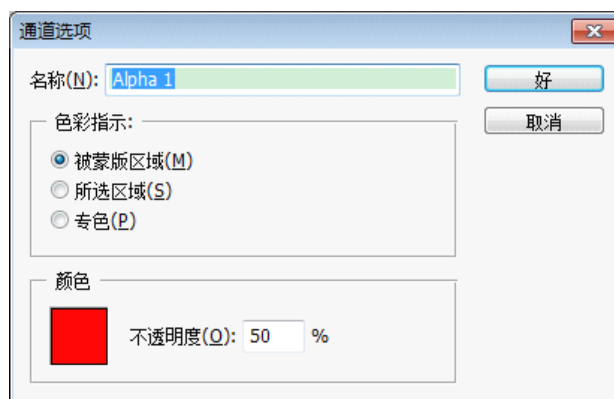 通道选项
名称(N): Alpha 1
好
取消
色彩指示:
被蒙版区域(M)
所选区域(S)
专色(P)
颜色
不透明度(O): 50 %